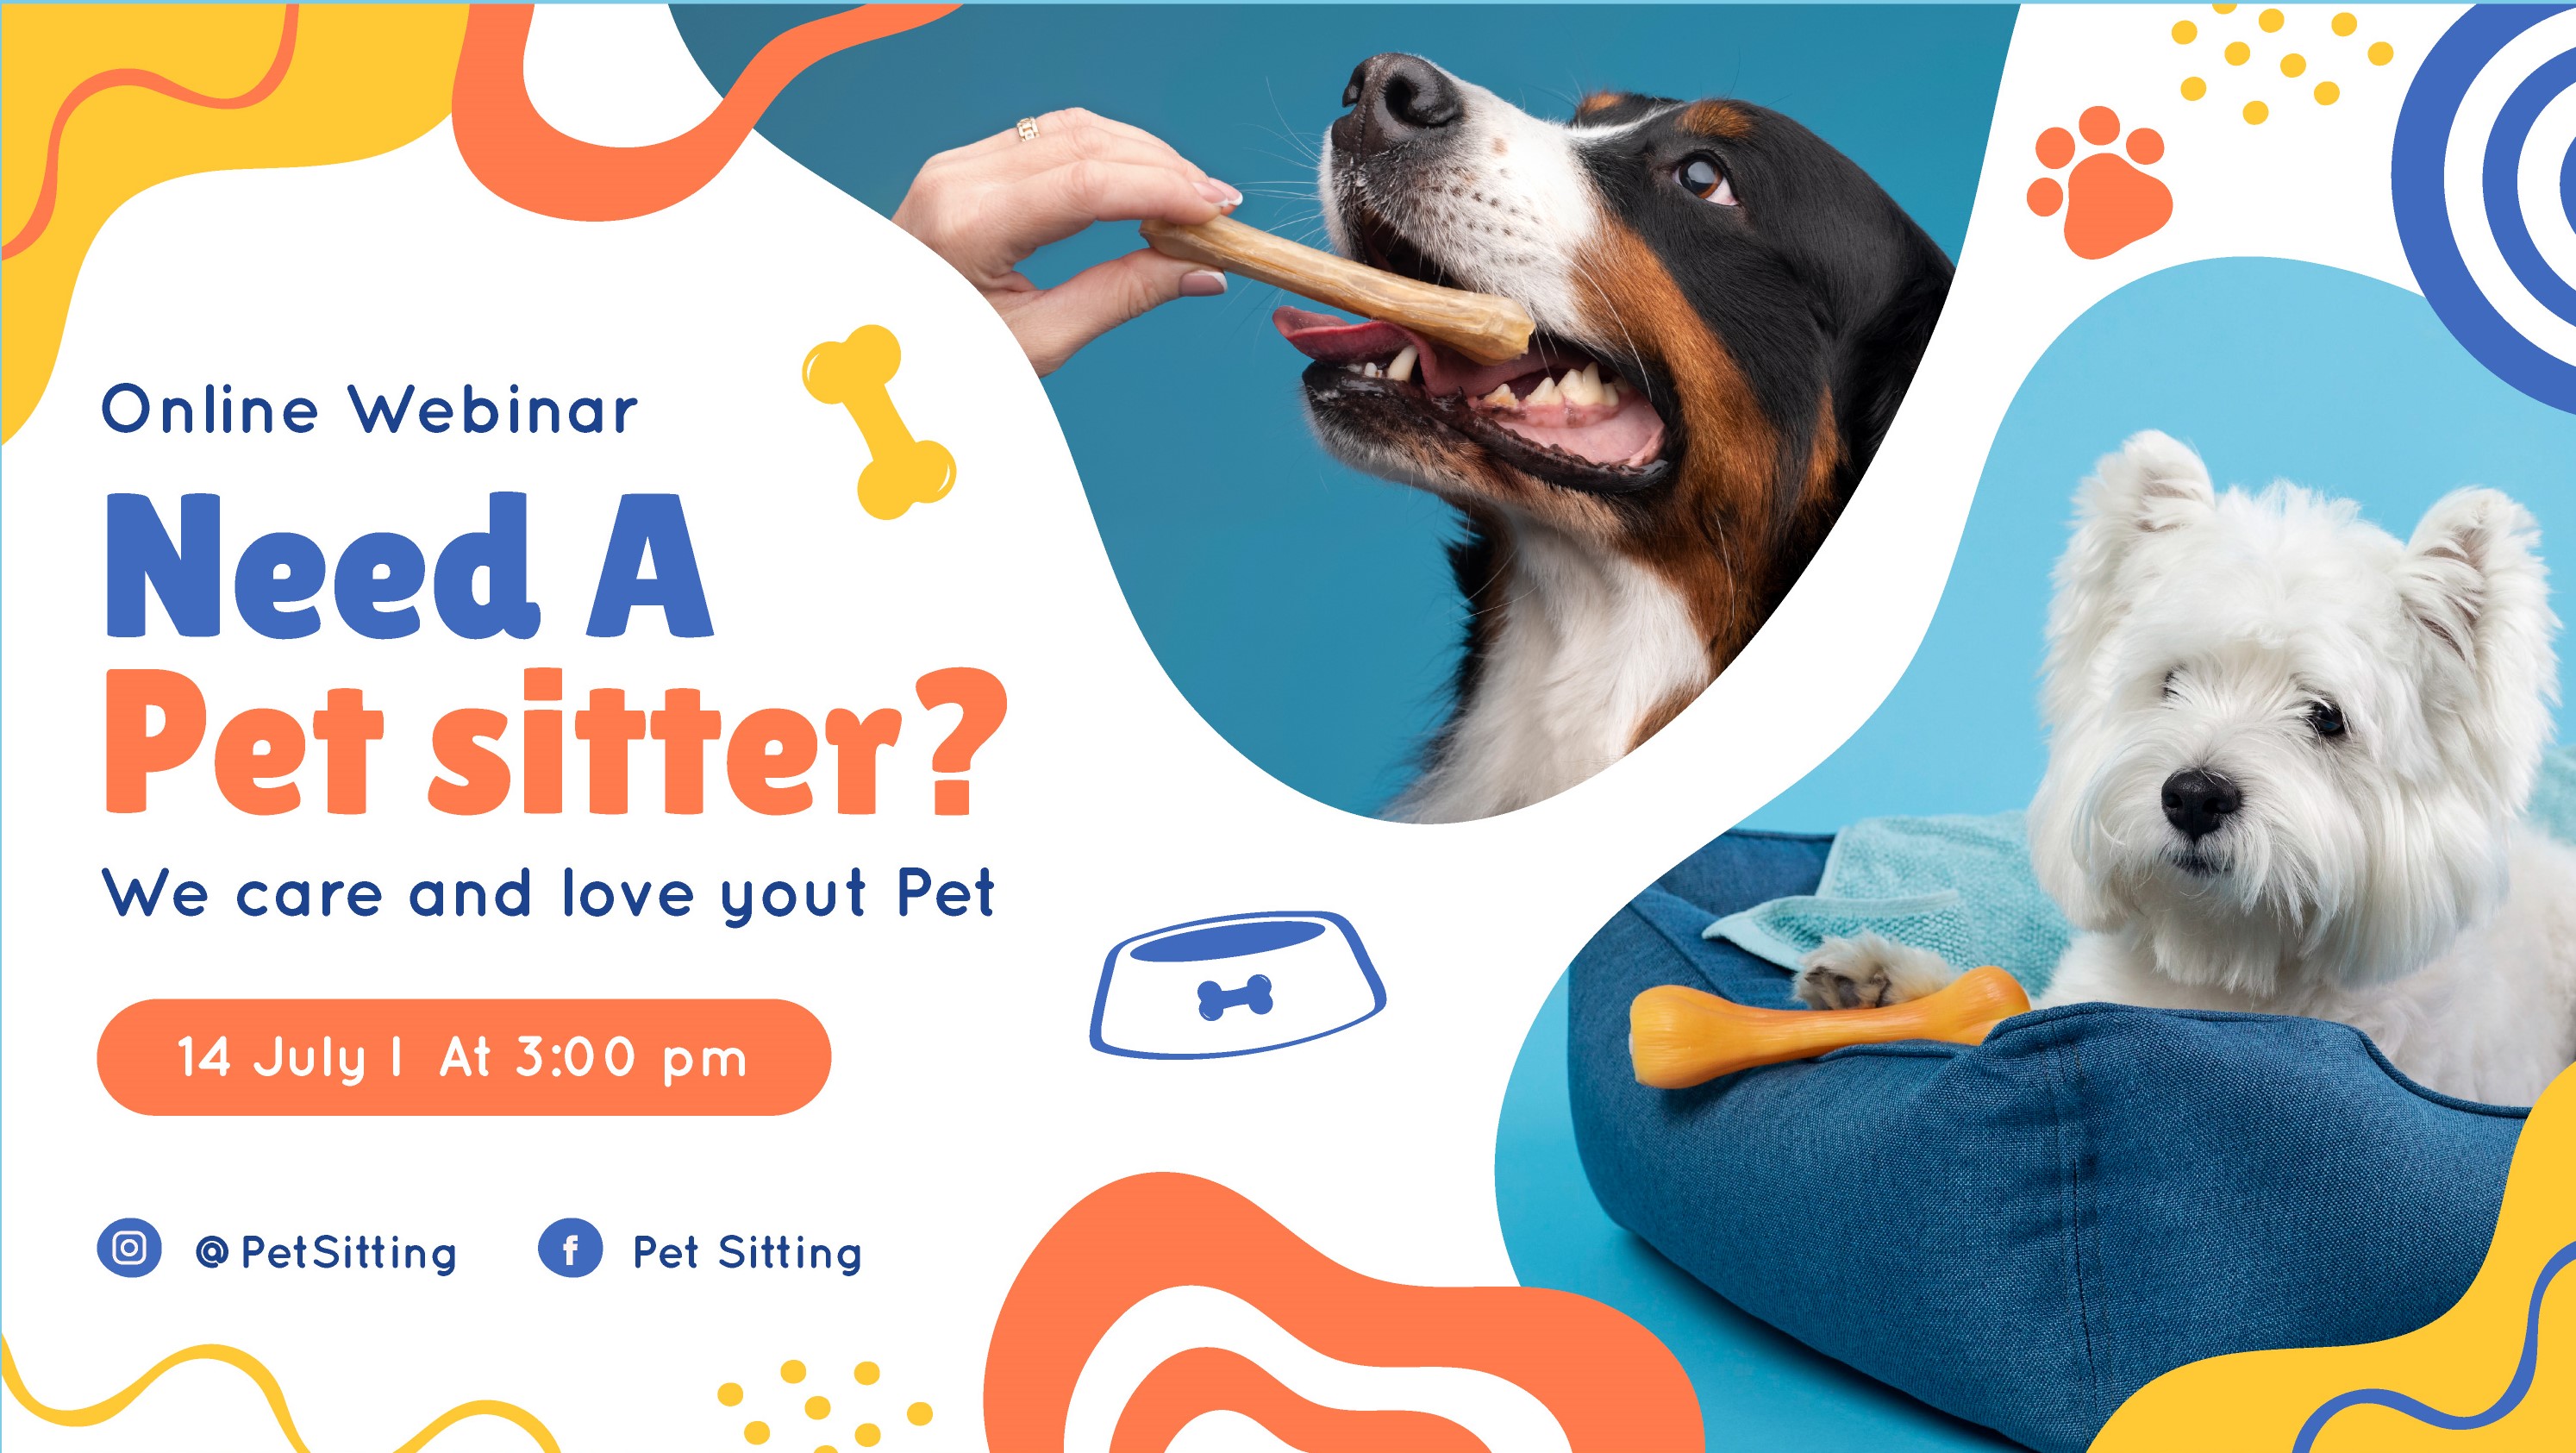 Online Webinar
Need A
Pet sitter?
We care and love yout Pet
14 July | At 3:00 pm
@PetSitting
Pet Sitting